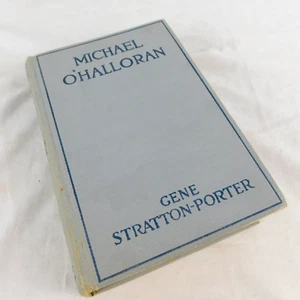 MICHAEL
O'HALLORAN
GENE
STRATTON-PORTER